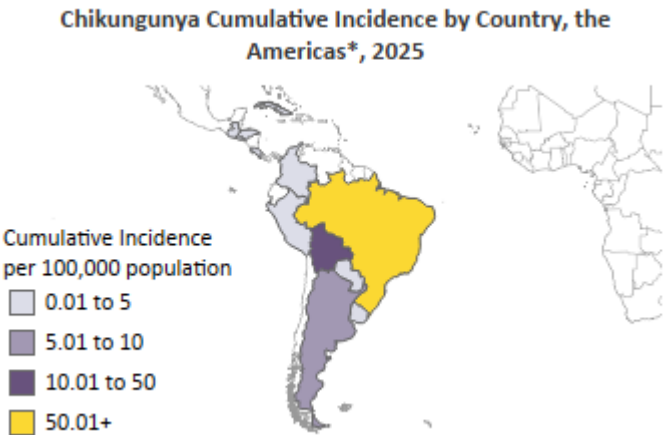 Chikungunya Cumulative Incidence by Country, the
Americas*, 2025
Cumulative Incidence
per 100,000 population
0.01 to 5
5.01 to 10
10.01 to 50
50.01+